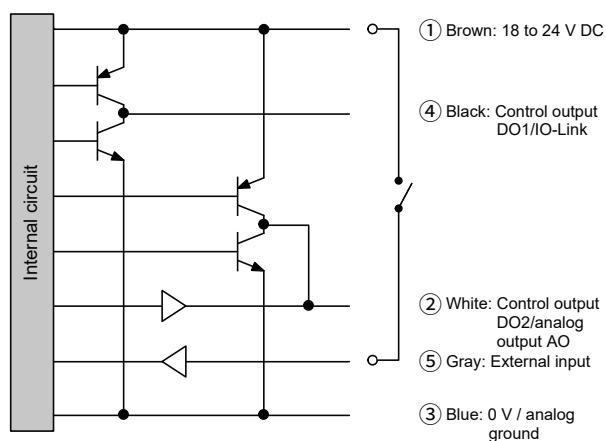 Internal circuit
① Brown: 18 to 24 V DC
④ Black: Control output
DO1/IO-Link
② White: Control output
DO2/analog
output AO
⑤ Gray: External input
③ Blue: 0 V / analog
ground